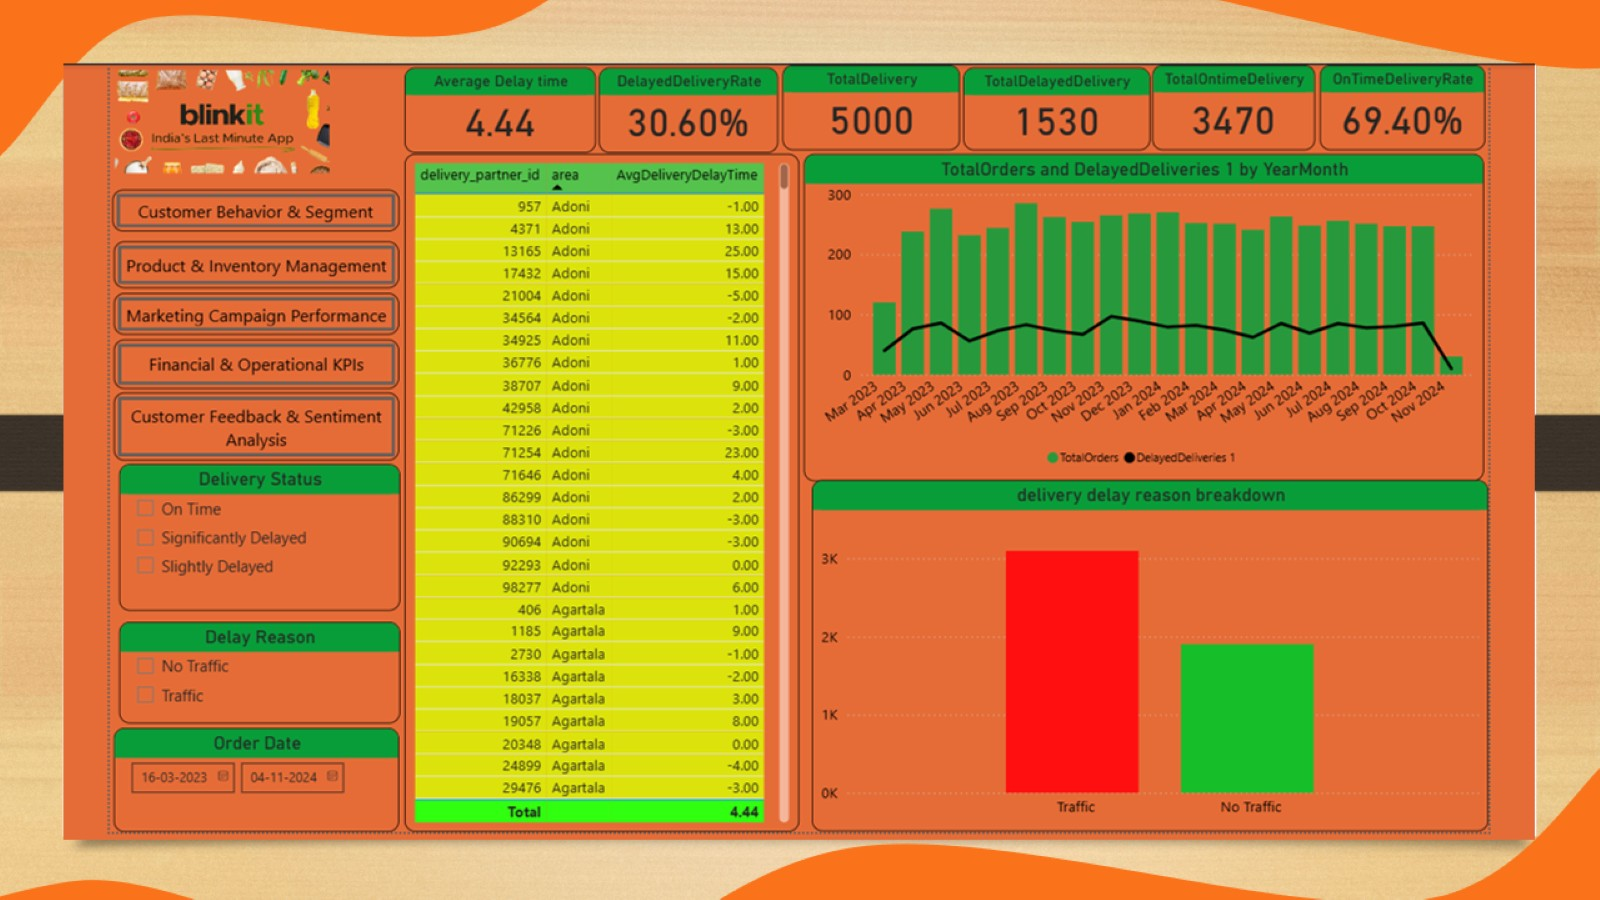 blinkit
India's Last Minute App
Customer Behavior & Segment
Product & Inventory Management
Marketing Campaign Performance
Financial & Operational KPIs
Customer Feedback & Sentiment
Analysis
Delivery Status
On Time
Significantly Delayed
Slightly Delayed
Delay Reason
No Traffic
Traffic
Order Date
16-03-2023 04-11-2024
Average Delay time
4.44
DelayedDeliveryRate
30.60%
TotalDelivery
5000
TotalDelayedDelivery
1530
TotalOntimeDelivery
3470
OnTimeDeliveryRate
69.40%
delivery_partner_id area AvgDeliveryDelayTime
957 Adoni -1.00
4371 Adoni 13.00
13165 Adoni 25.00
17432 Adoni 15.00
21004 Adoni -5.00
34564 Adoni -2.00
34925 Adoni 11.00
36776 Adoni 1.00
38707 Adoni 9.00
42958 Adoni 2.00
71226 Adoni -3.00
71254 Adoni 23.00
71646 Adoni 4.00
86299 Adoni 2.00
88310 Adoni -3.00
90694 Adoni -3.00
92293 Adoni 0.00
98277 Adoni 6.00
406 Agartala 1.00
1185 Agartala 9.00
2730 Agartala -1.00
16338 Agartala -2.00
18037 Agartala 3.00
19057 Agartala 8.00
20348 Agartala 0.00
24899 Agartala -4.00
29476 Agartala -3.00
Total 4.44
TotalOrders and DelayedDeliveries 1 by YearMonth
300
200
100
0
Mar 2023 Apr 2023 May 2023 Jun 2023 Jul 2023 Aug 2023 Sep 2023 Oct 2023 Nov 2023 Dec 2023 Jan 2024 Feb 2024 Mar 2024 Apr 2024 May 2024 Jun 2024 Jul 2024 Aug 2024 Sep 2024 Oct 2024 Nov 2024
TotalOrders DelayedDeliveries 1
delivery delay reason breakdown
3K
2K
1K
0K
Traffic No Traffic